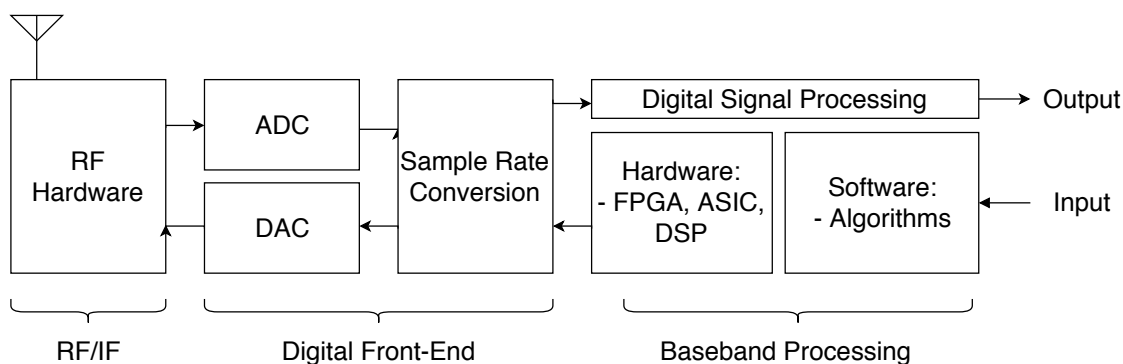 RF
Hardware
ADC
DAC
Sample Rate
Conversion
Digital Signal Processing
Output
Hardware:
- FPGA, ASIC,
DSP
Software:
- Algorithms
Input
RF/IF
Digital Front-End
Baseband Processing